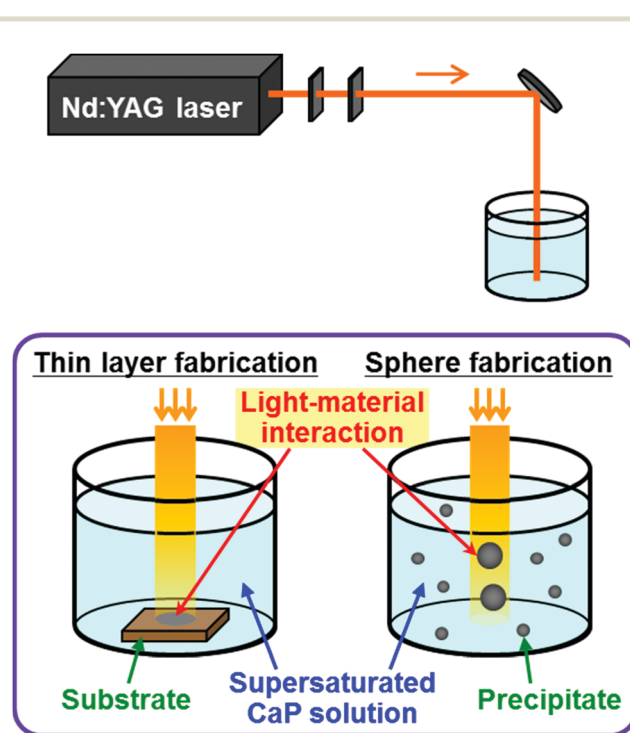 Nd:YAG laser
Thin layer fabrication
Sphere fabrication
Light-material
interaction
Substrate
Supersaturated
CaP solution
Precipitate